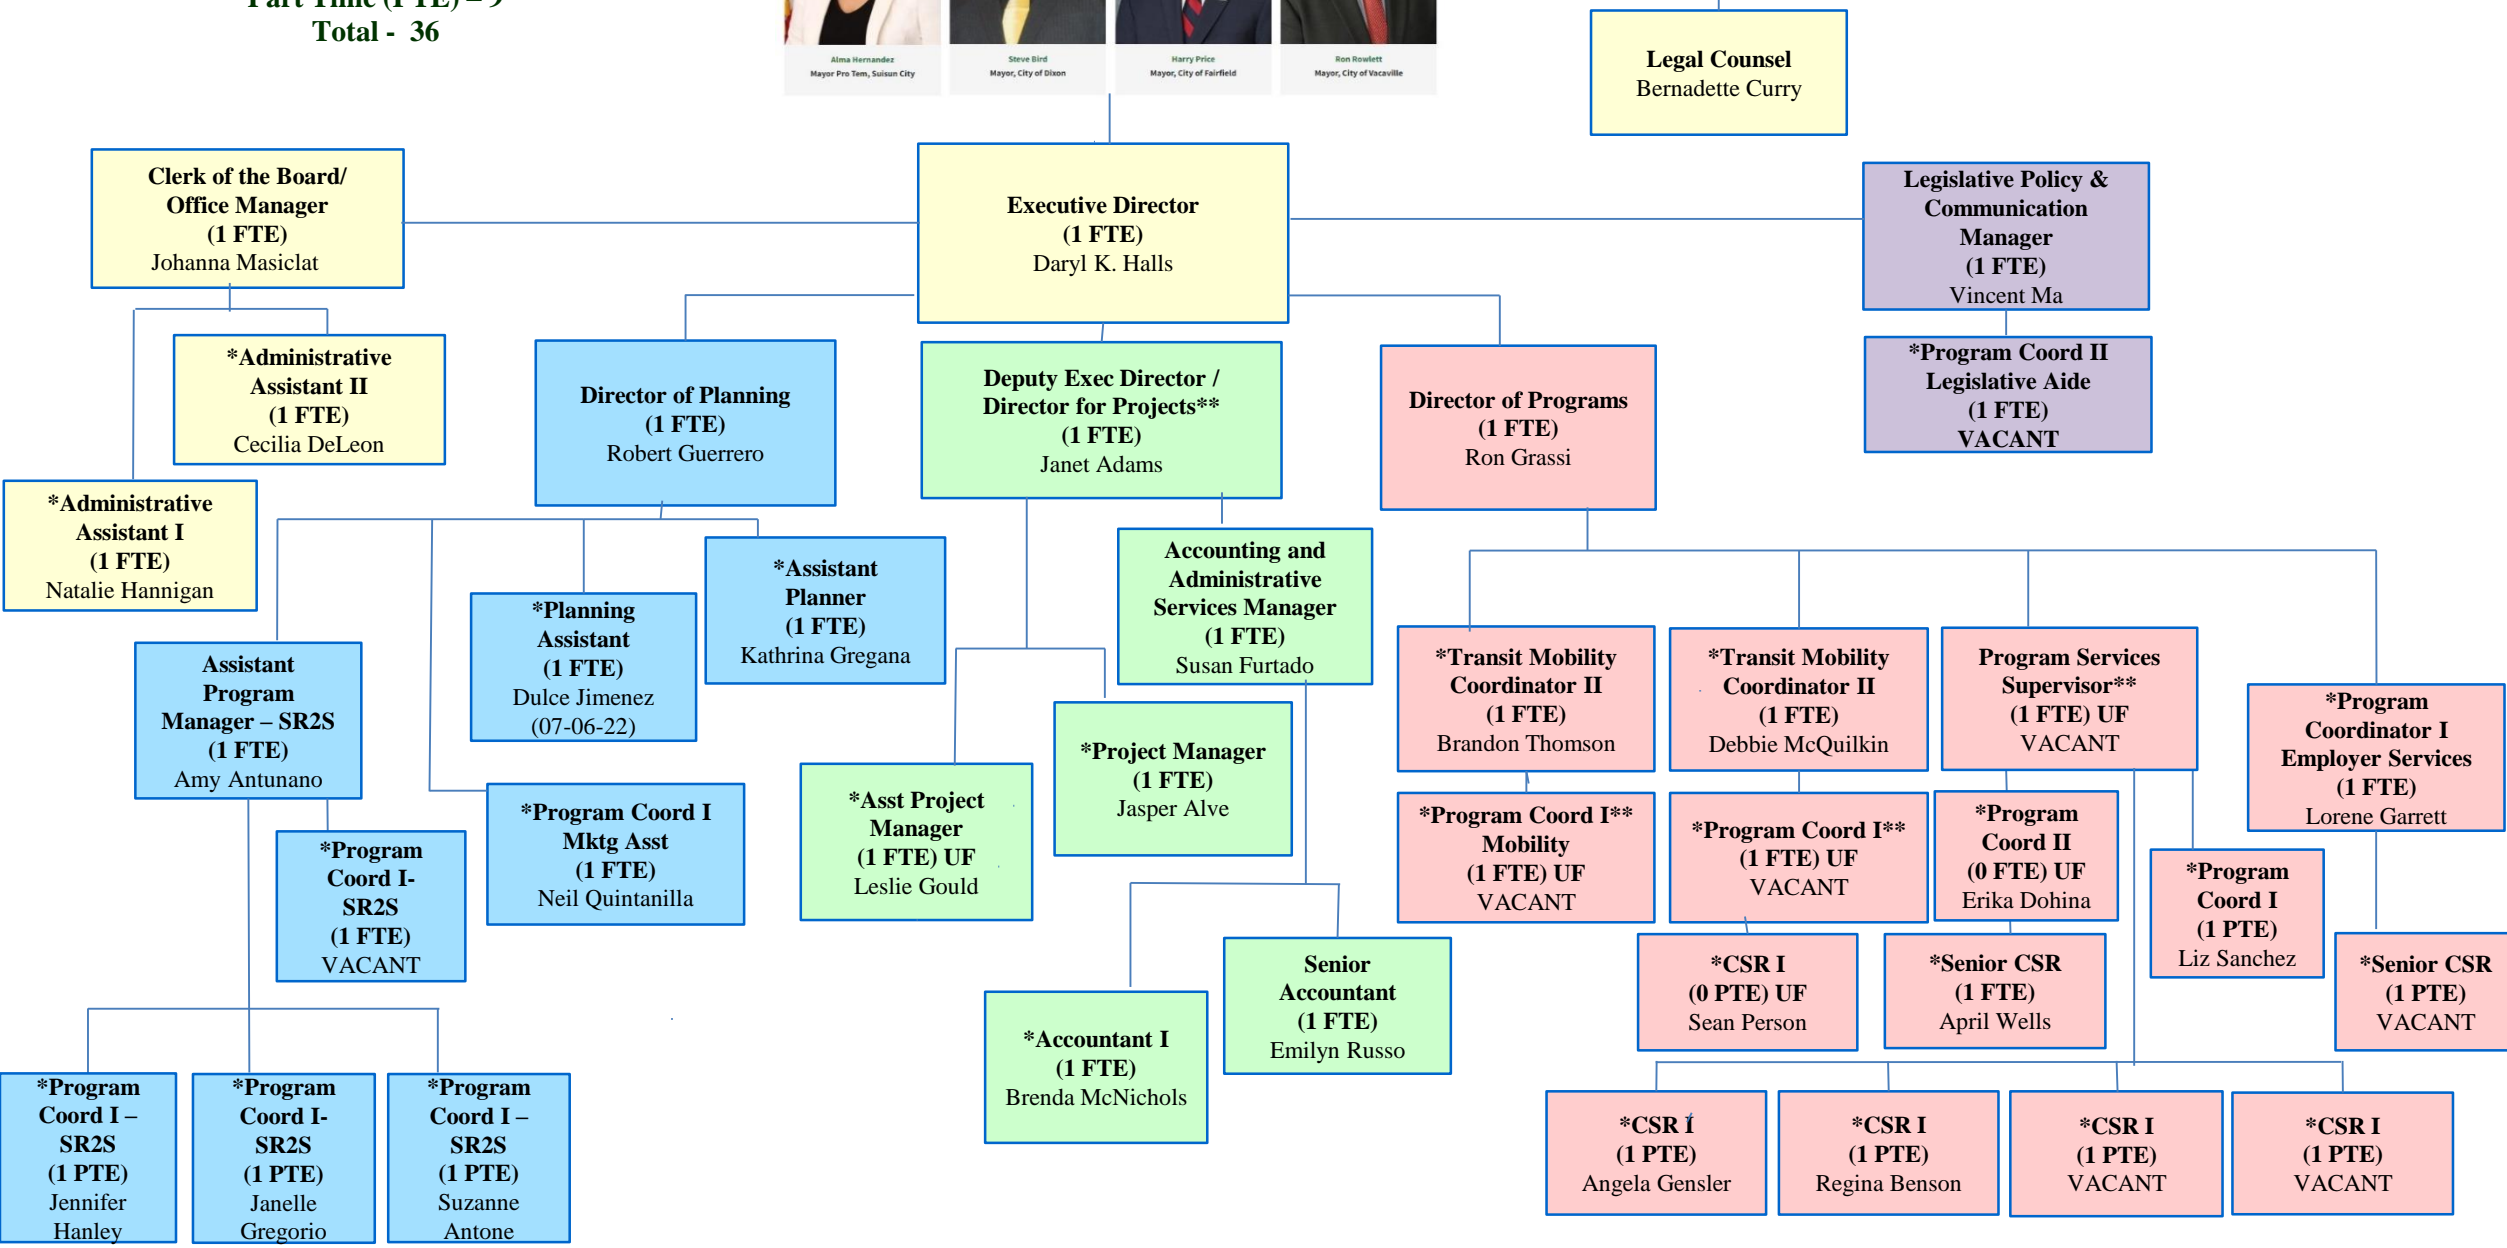 Part Time (PTE) – 9
Total - 36
Alma Hernandez
Mayor Pro Tem, Suisun City
Steve Bird
Mayor, City of Dixon
Harry Price
Mayor, City of Fairfield
Ron Rowlett
Mayor, City of Vacaville
Legal Counsel
Bernadette Curry
Clerk of the Board/
Office Manager
(1 FTE)
Johanna Masiclat
Executive Director
(1 FTE)
Daryl K. Halls
Legislative Policy &
Communication
Manager
(1 FTE)
Vincent Ma
*Administrative
Assistant II
(1 FTE)
Cecilia DeLeon
Director of Planning
(1 FTE)
Robert Guerrero
Deputy Exec Director /
Director for Projects**
(1 FTE)
Janet Adams
Director of Programs
(1 FTE)
Ron Grassi
*Program Coord II
Legislative Aide
(1 FTE)
VACANT
*Administrative
Assistant I
(1 FTE)
Natalie Hannigan
Assistant
Program
Manager – SR2S
(1 FTE)
Amy Antunano
*Planning
Assistant
(1 FTE)
Dulce Jimenez
(07-06-22)
*Assistant
Planner
(1 FTE)
Kathrina Gregana
Accounting and
Administrative
Services Manager
(1 FTE)
Susan Furtado
*Transit Mobility
Coordinator II
(1 FTE)
Brandon Thomson
*Transit Mobility
Coordinator II
(1 FTE)
Debbie McQuilkin
Program Services
Supervisor**
(1 FTE) UF
VACANT
*Program
Coordinator I
Employer Services
(1 FTE)
Lorene Garrett
*Program
Coord I-
SR2S
(1 FTE)
VACANT
*Program Coord I
Mktg Asst
(1 FTE)
Neil Quintanilla
*Asst Project
Manager
(1 FTE) UF
Leslie Gould
*Project Manager
(1 FTE)
Jasper Alve
*Program Coord I**
Mobility
(1 FTE) UF
VACANT
*Program Coord I**
(1 FTE) UF
VACANT
*Program
Coord II
(0 FTE) UF
Erika Dohina
*Program
Coord I
(1 PTE)
Liz Sanchez
*Accountant I
(1 FTE)
Brenda McNichols
Senior
Accountant
(1 FTE)
Emilyn Russo
*CSR I
(0 PTE) UF
Sean Person
*Senior CSR
(1 FTE)
April Wells
*Senior CSR
(1 PTE)
VACANT
*Program
Coord I –
SR2S
(1 PTE)
Jennifer
Hanley
*Program
Coord I-
SR2S
(1 PTE)
Janelle
Gregorio
*Program
Coord I –
SR2S
(1 PTE)
Suzanne
Antone
*CSR I
(1 PTE)
Angela Gensler
*CSR I
(1 PTE)
Regina Benson
*CSR I
(1 PTE)
VACANT
*CSR I
(1 PTE)
VACANT